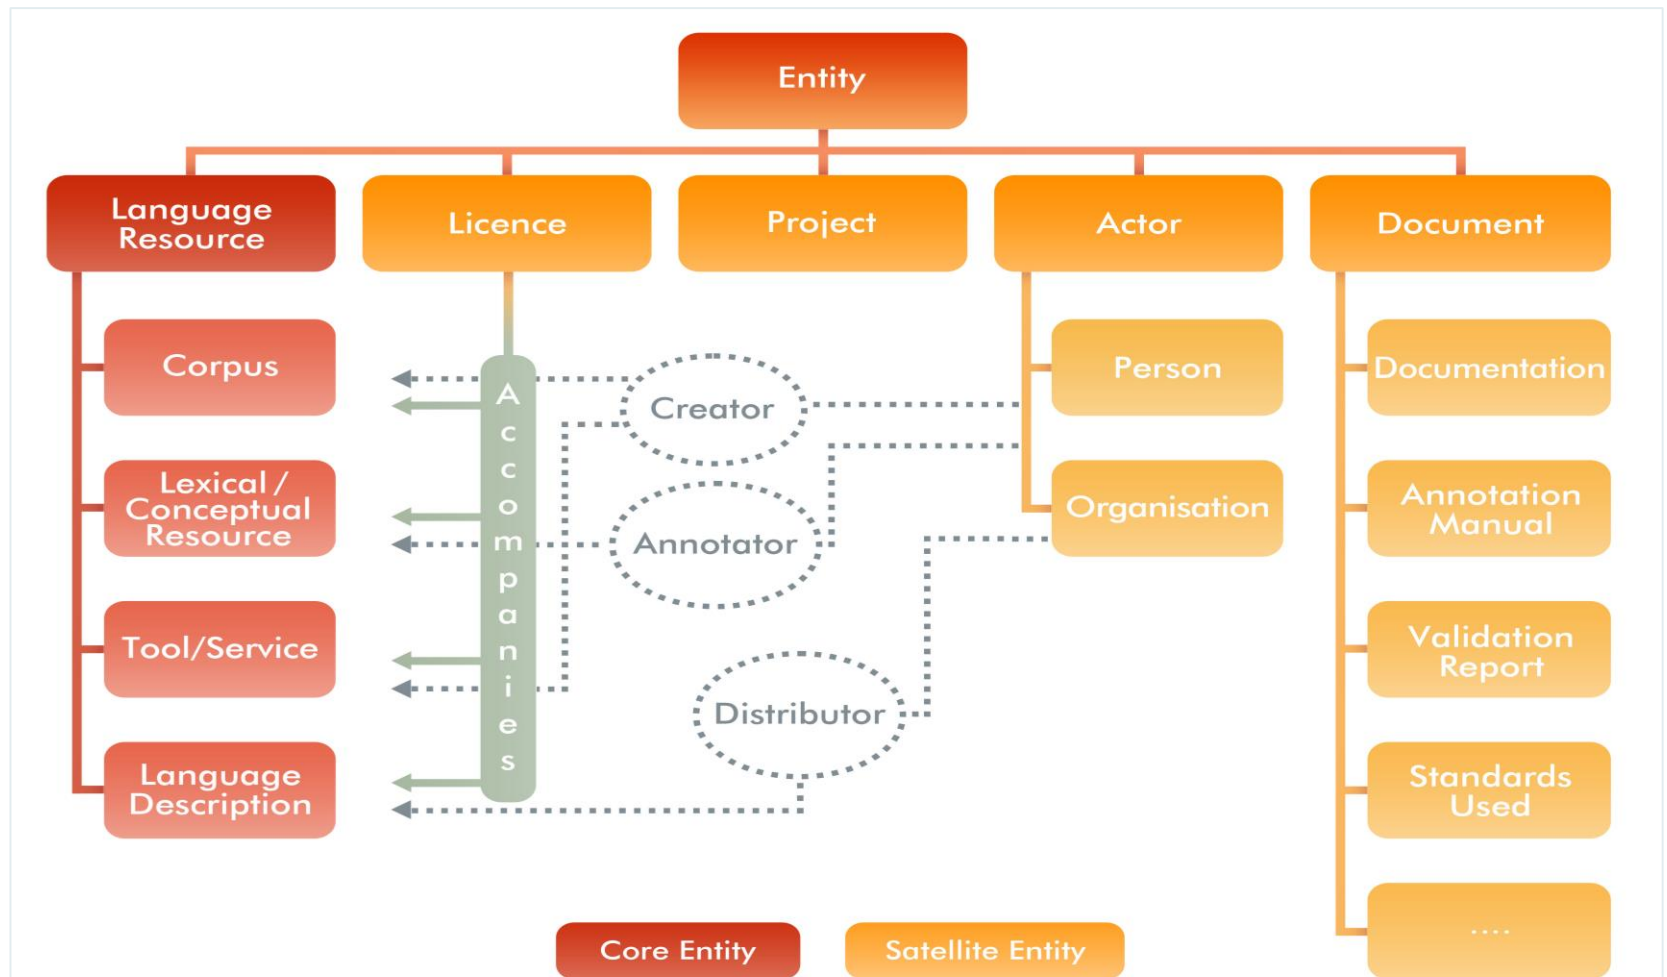 Entity
Language
Resource
Licence
Project
Actor
Document
Corpus
Lexical /
Conceptual
Resource
Tool/Service
Language
Description
Accompanies
Creator
Annotator
Distributor
Person
Organisation
Documentation
Annotation
Manual
Validation
Report
Standards
Used
....
Core Entity
Satellite Entity